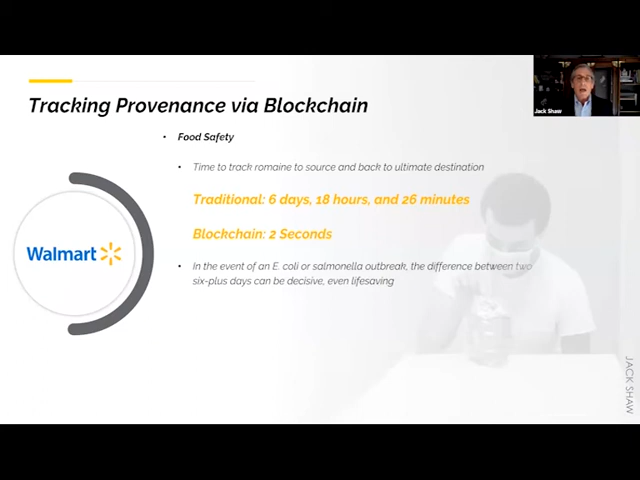 Jack Shaw
Tracking Provenance via Blockchain
• Food Safety
• Time to track romaine to source and back to ultimate destination
Traditional: 6 days, 18 hours, and 26 minutes
Blockchain: 2 Seconds
Walmart
• In the event of an E. coli or salmonella outbreak, the difference between two
six-plus days can be decisive, even lifesaving
JACK SHAW